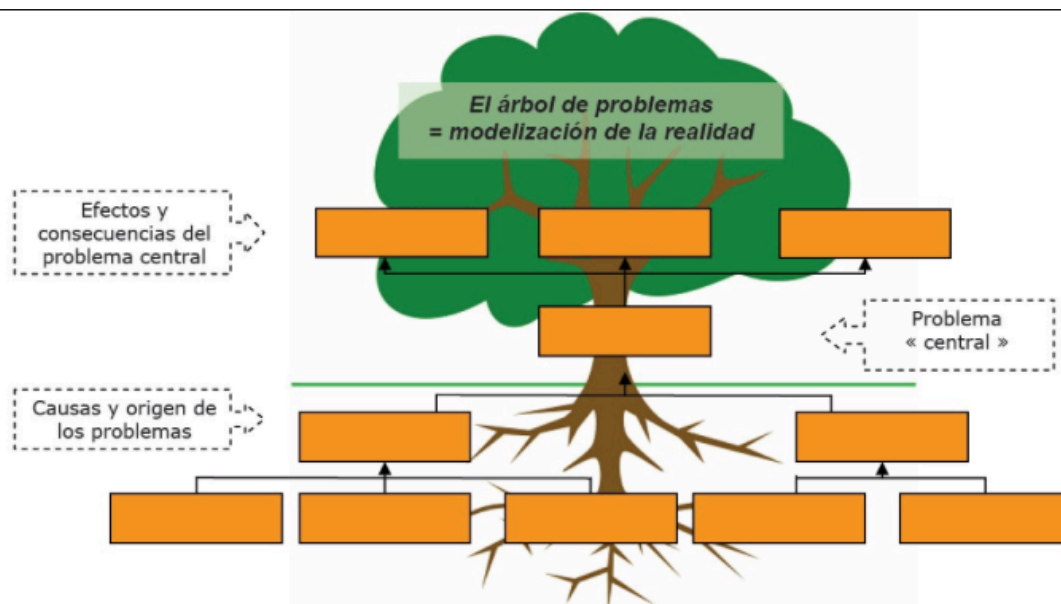 El árbol de problemas
= modelización de la realidad
Efectos y
consecuencias del
problema central
Problema
« central »
Causas y origen de
los problemas